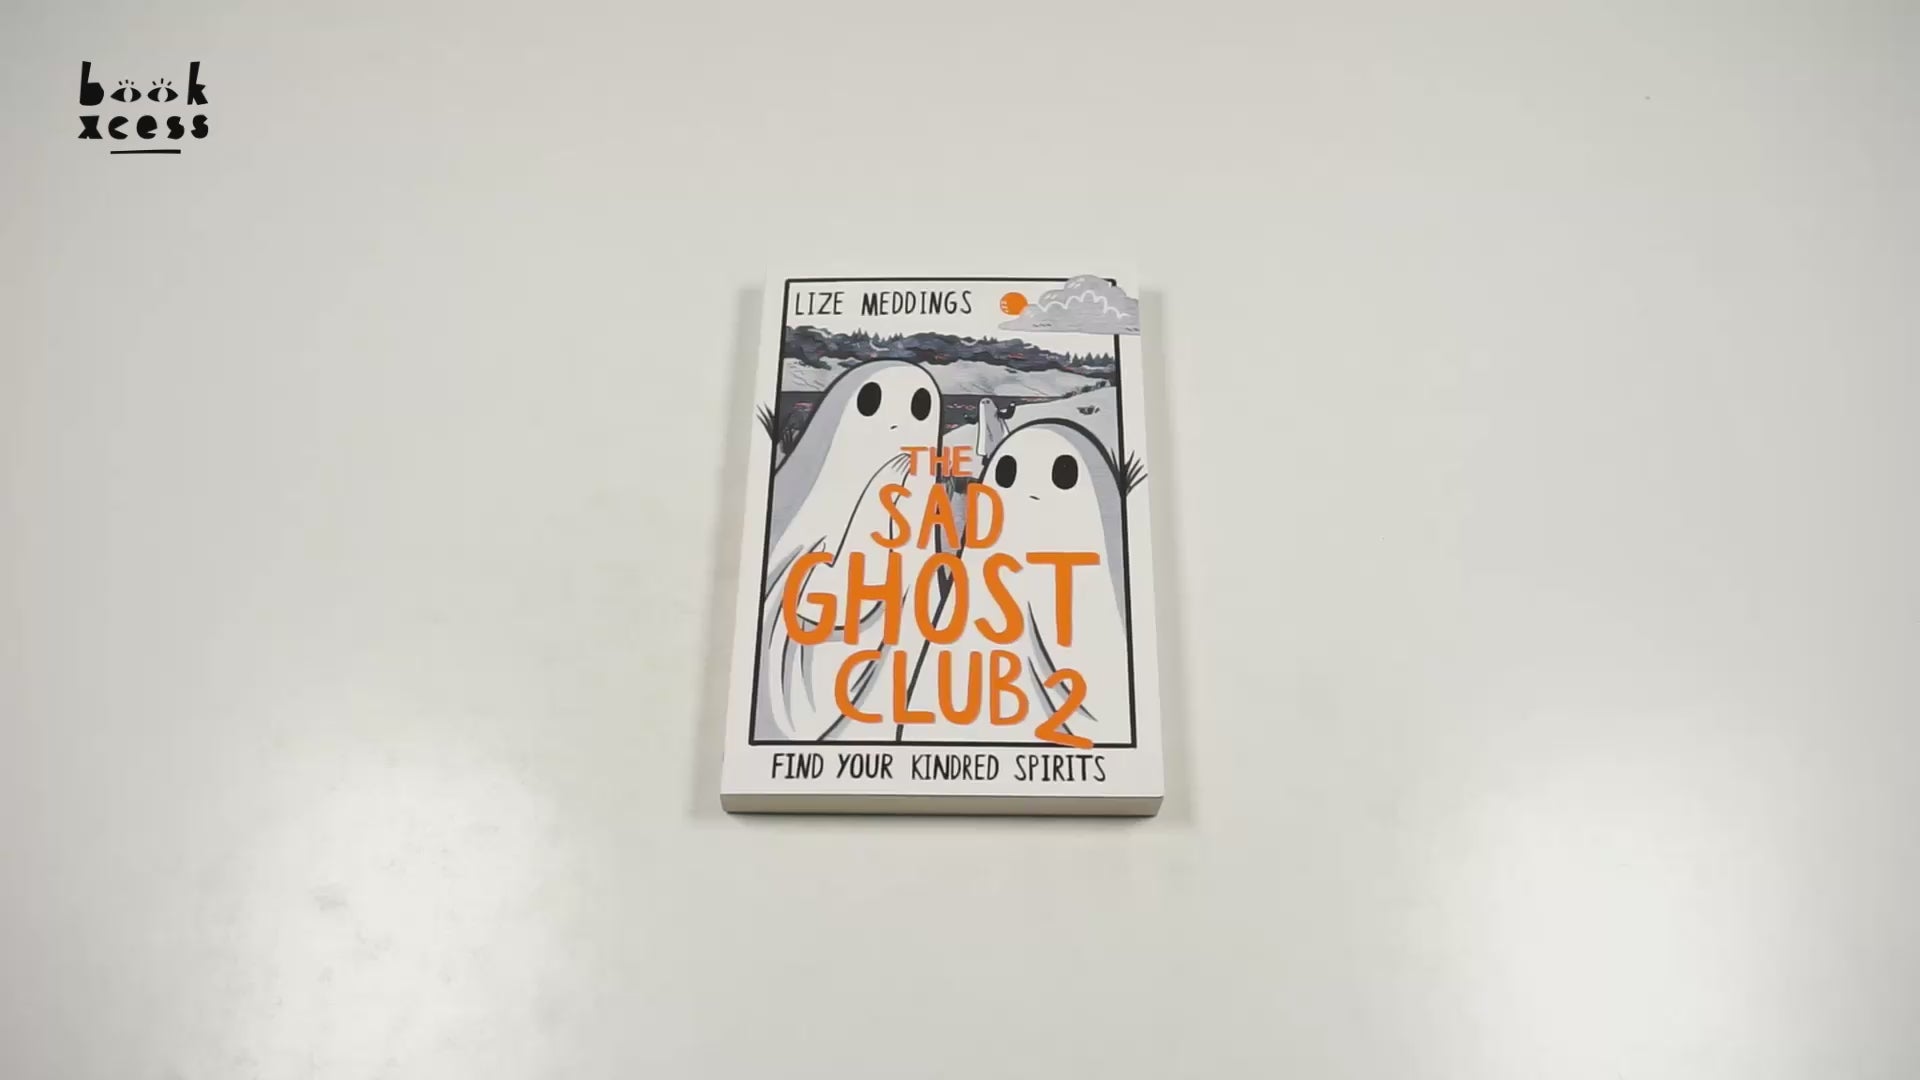 book
xcess
LIZE MEDDINGS
THE
SAD
GHOST
CLUB 2
FIND YOUR KINDRED SPIRITS